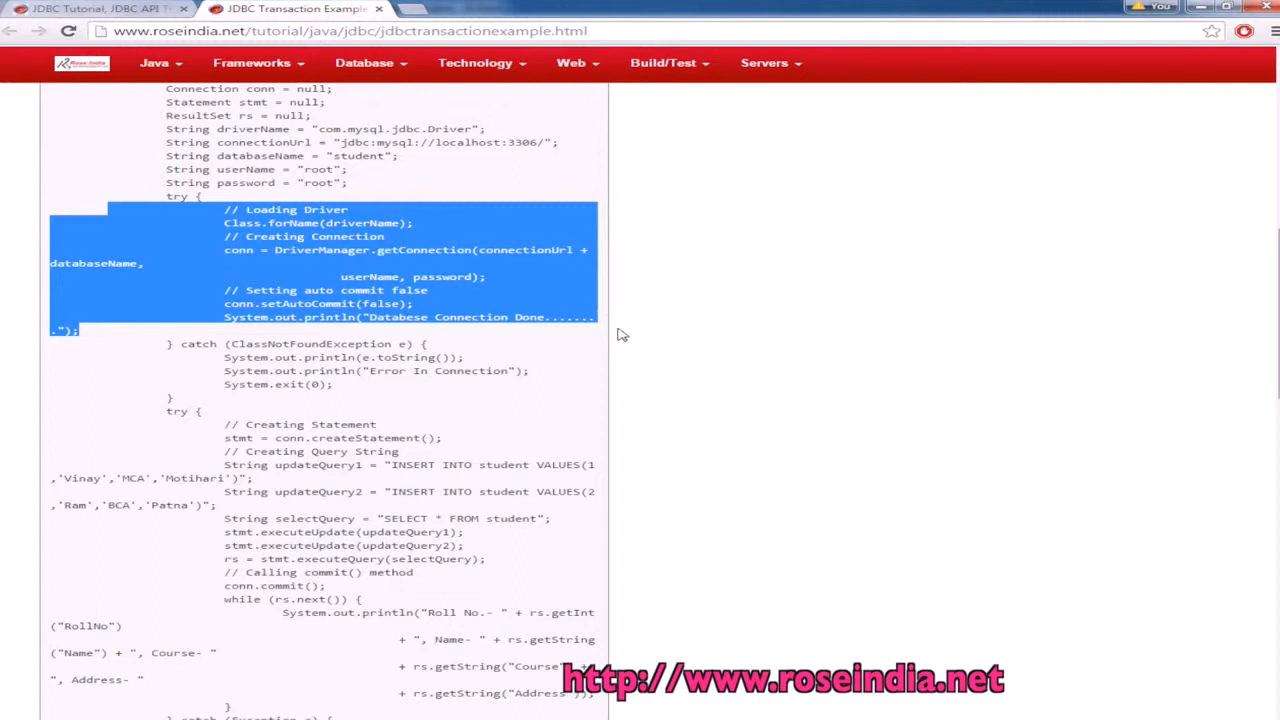 JDBC Tutorial, JDBC API T
JDBC Transaction Example
You
www.roseindia.net/tutorial/java/jdbc/jdbctransactionexample.html
Rose India
Java
Frameworks
Database
Technology
Web
Build/Test
Servers
Connection conn = null;
Statement stmt = null;
ResultSet rs = null;
String driverName = "com.mysql.jdbc.Driver";
String connectionUrl = "jdbc:mysql://localhost:3306/";
String databaseName = "student";
String userName = "root";
String password = "root";
try {
// Loading Driver
Class.forName(driverName);
// Creating Connection
conn = DriverManager.getConnection(connectionUrl +
databaseName,
userName, password);
// Setting auto commit false
conn.setAutoCommit(false);
System.out.println("Databese Connection Done.......
.");
} catch (ClassNotFoundException e) {
System.out.println(e.toString());
System.out.println("Error In Connection");
System.exit(0);
}
try {
// Creating Statement
stmt = conn.createStatement();
// Creating Query String
String updateQuery1 = "INSERT INTO student VALUES(1
,'Vinay','MCA','Motihari')";
String updateQuery2 = "INSERT INTO student VALUES(2
,'Ram','BCA','Patna')";
String selectQuery = "SELECT * FROM student";
stmt.executeUpdate(updateQuery1);
stmt.executeUpdate(updateQuery2);
rs = stmt.executeQuery(selectQuery);
// Calling commit() method
conn.commit();
while (rs.next()) {
System.out.println("Roll No.- " + rs.getInt
("RollNo")
+ ", Name- " + rs.getString
("Name") + ", Course- "
+ rs.getString("Course") +
", Address- "
+ rs.getString("Address"));
}
} catch (Exception e) {
http://www.roseindia.net